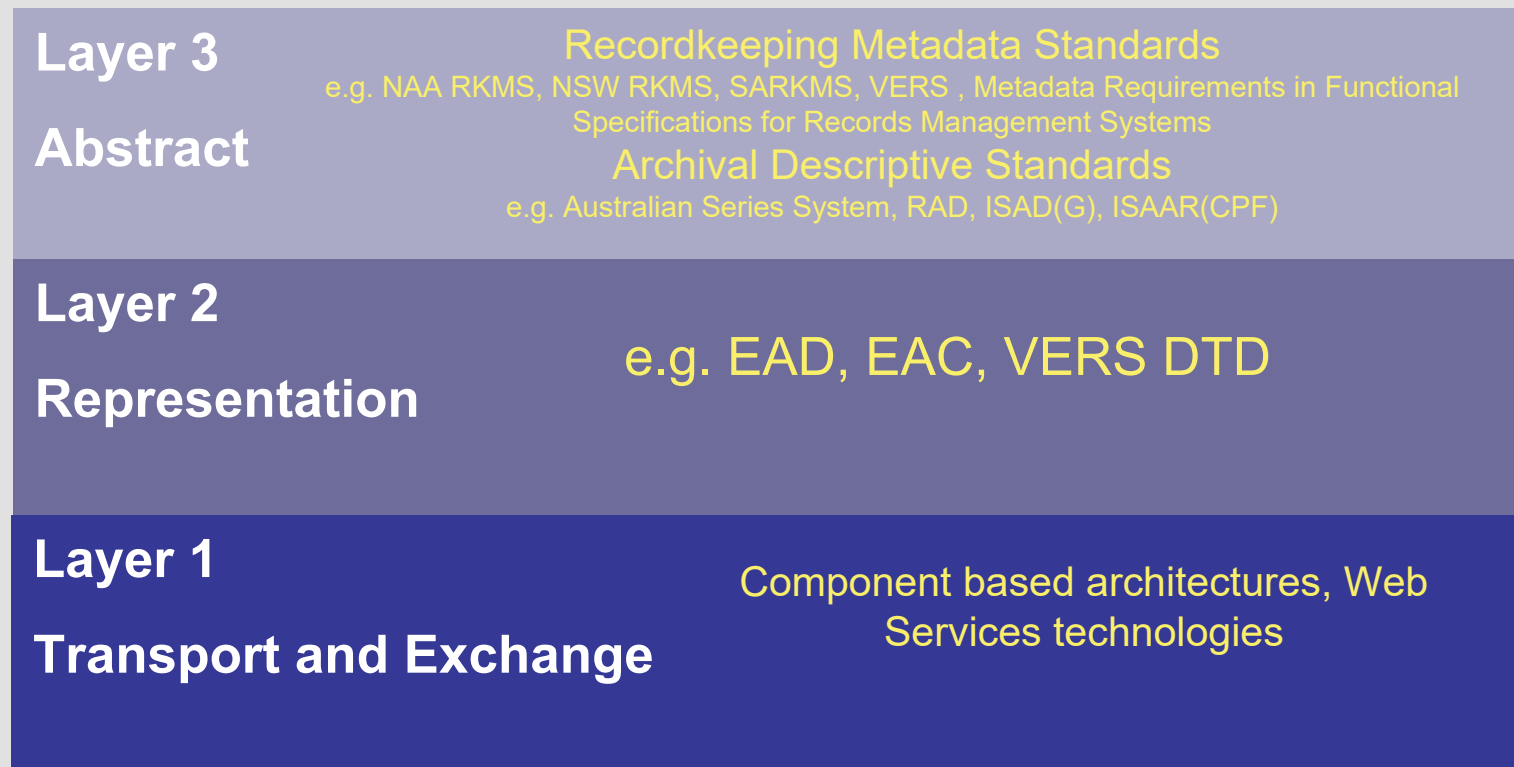 Layer 3
Abstract
Recordkeeping Metadata Standards
e.g. NAA RKMS, NSW RKMS, SARKMS, VERS , Metadata Requirements in Functional
Specifications for Records Management Systems
Archival Descriptive Standards
e.g. Australian Series System, RAD, ISAD(G), ISAAR(CPF)
Layer 2
Representation
e.g. EAD, EAC, VERS DTD
Layer 1
Transport and Exchange
Component based architectures, Web
Services technologies